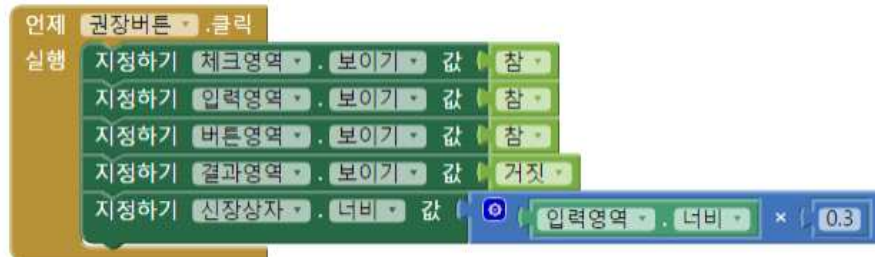 언제 권장버튼 .클릭
실행 지정하기 체크영역 . 보이기 값 참
지정하기 입력영역 . 보이기 값 참
지정하기 버튼영역 . 보이기 값 참
지정하기 결과영역 . 보이기 값 거짓
지정하기 신장상자 . 너비 값 입력영역 . 너비 × 0.3